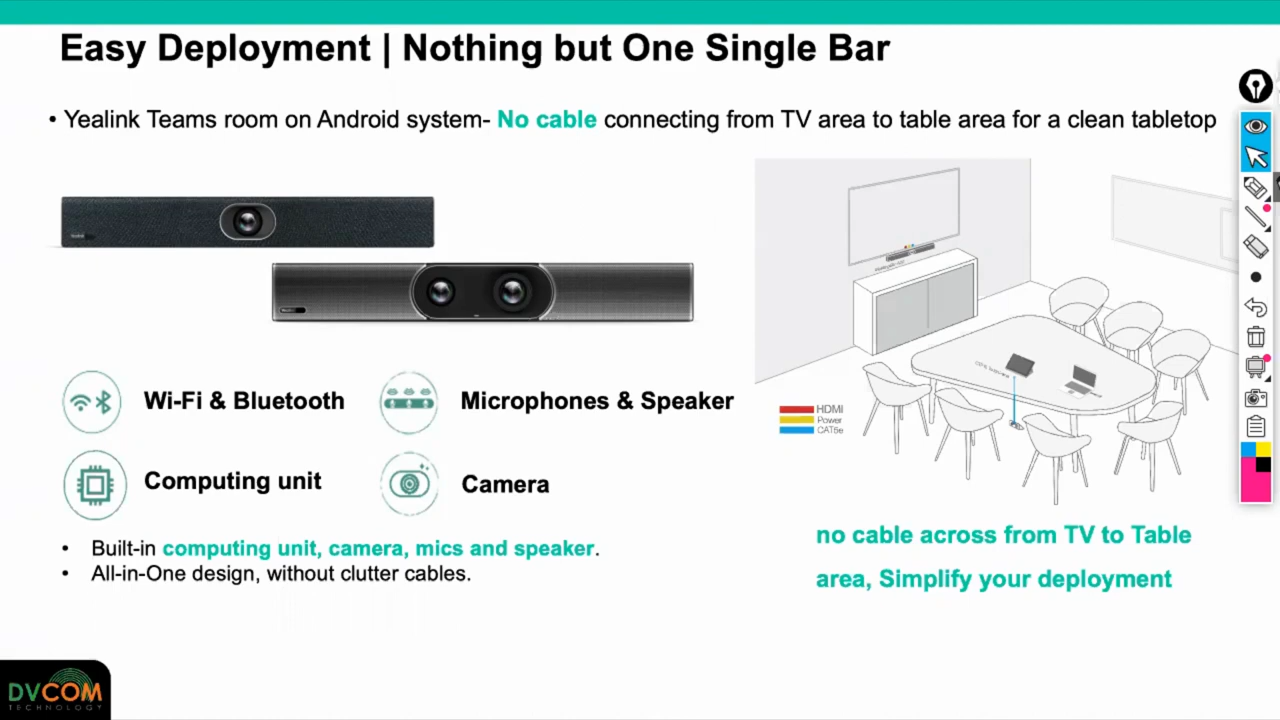 Easy Deployment | Nothing but One Single Bar
• Yealink Teams room on Android system- No cable connecting from TV area to table area for a clean tabletop
Wi-Fi & Bluetooth
Microphones & Speaker
Computing unit
Camera
HDMI
Power
CAT5e
• Built-in computing unit, camera, mics and speaker.
• All-in-One design, without clutter cables.
no cable across from TV to Table
area, Simplify your deployment
DVCOM
TECHNOLOGY